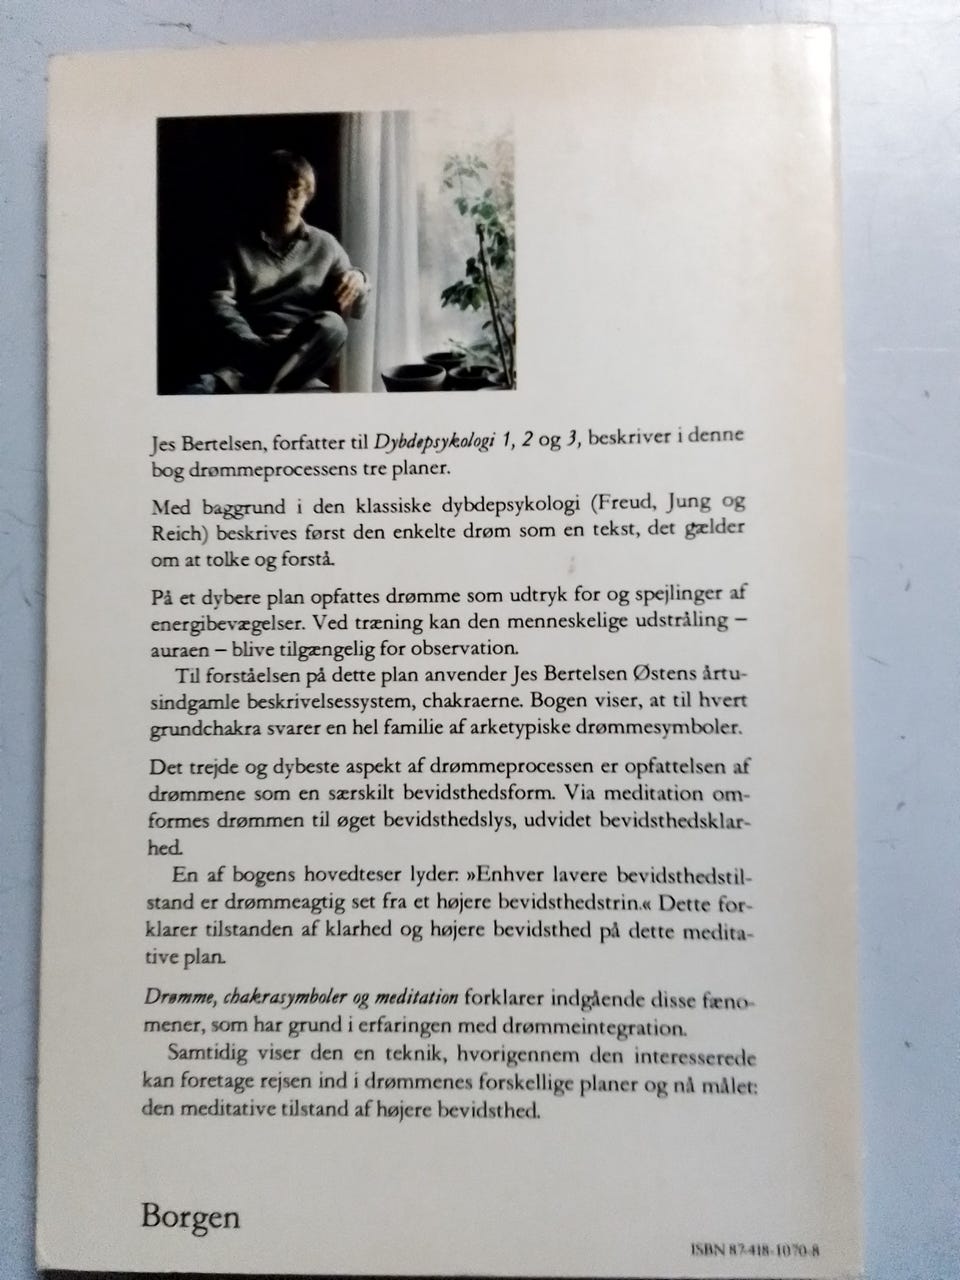 Jes Bertelsen, forfatter til Dybdepsykologi 1, 2 og 3, beskriver i denne
bog drømmeprocessens tre planer.
Med baggrund i den klassiske dybdepsykologi (Freud, Jung og
Reich) beskrives først den enkelte drøm som en tekst, det gælder
om at tolke og forstå.
På et dybere plan opfattes drømme som udtryk for og spejlinger af
energibevægelser. Ved træning kan den menneskelige udstråling –
auraen – blive tilgængelig for observation.
Til forståelsen på dette plan anvender Jes Bertelsen Østens årtu-
sindgamle beskrivelsessystem, chakraerne. Bogen viser, at til hvert
grundchakra svarer en hel familie af arketypiske drømmesymboler.
Det trejde og dybeste aspekt af drømmeprocessen er opfattelsen af
drømmene som en særskilt bevidsthedsform. Via meditation om-
formes drømmen til øget bevidsthedslys, udvidet bevidsthedsklar-
hed.
En af bogens hovedteser lyder: »Enhver lavere bevidsthedstil-
stand er drømmeagtig set fra et højere bevidsthedstrin.« Dette for-
klarer tilstanden af klarhed og højere bevidsthed på dette medita-
tive plan.
Drømme, chakrasymboler og meditation forklarer indgående disse fæno-
mener, som har grund i erfaringen med drømmeintegration.
Samtidig viser den en teknik, hvorigennem den interesserede
kan foretage rejsen ind i drømmenes forskellige planer og nå målet:
den meditative tilstand af højere bevidsthed.
Borgen
ISBN 87-418-1070-8